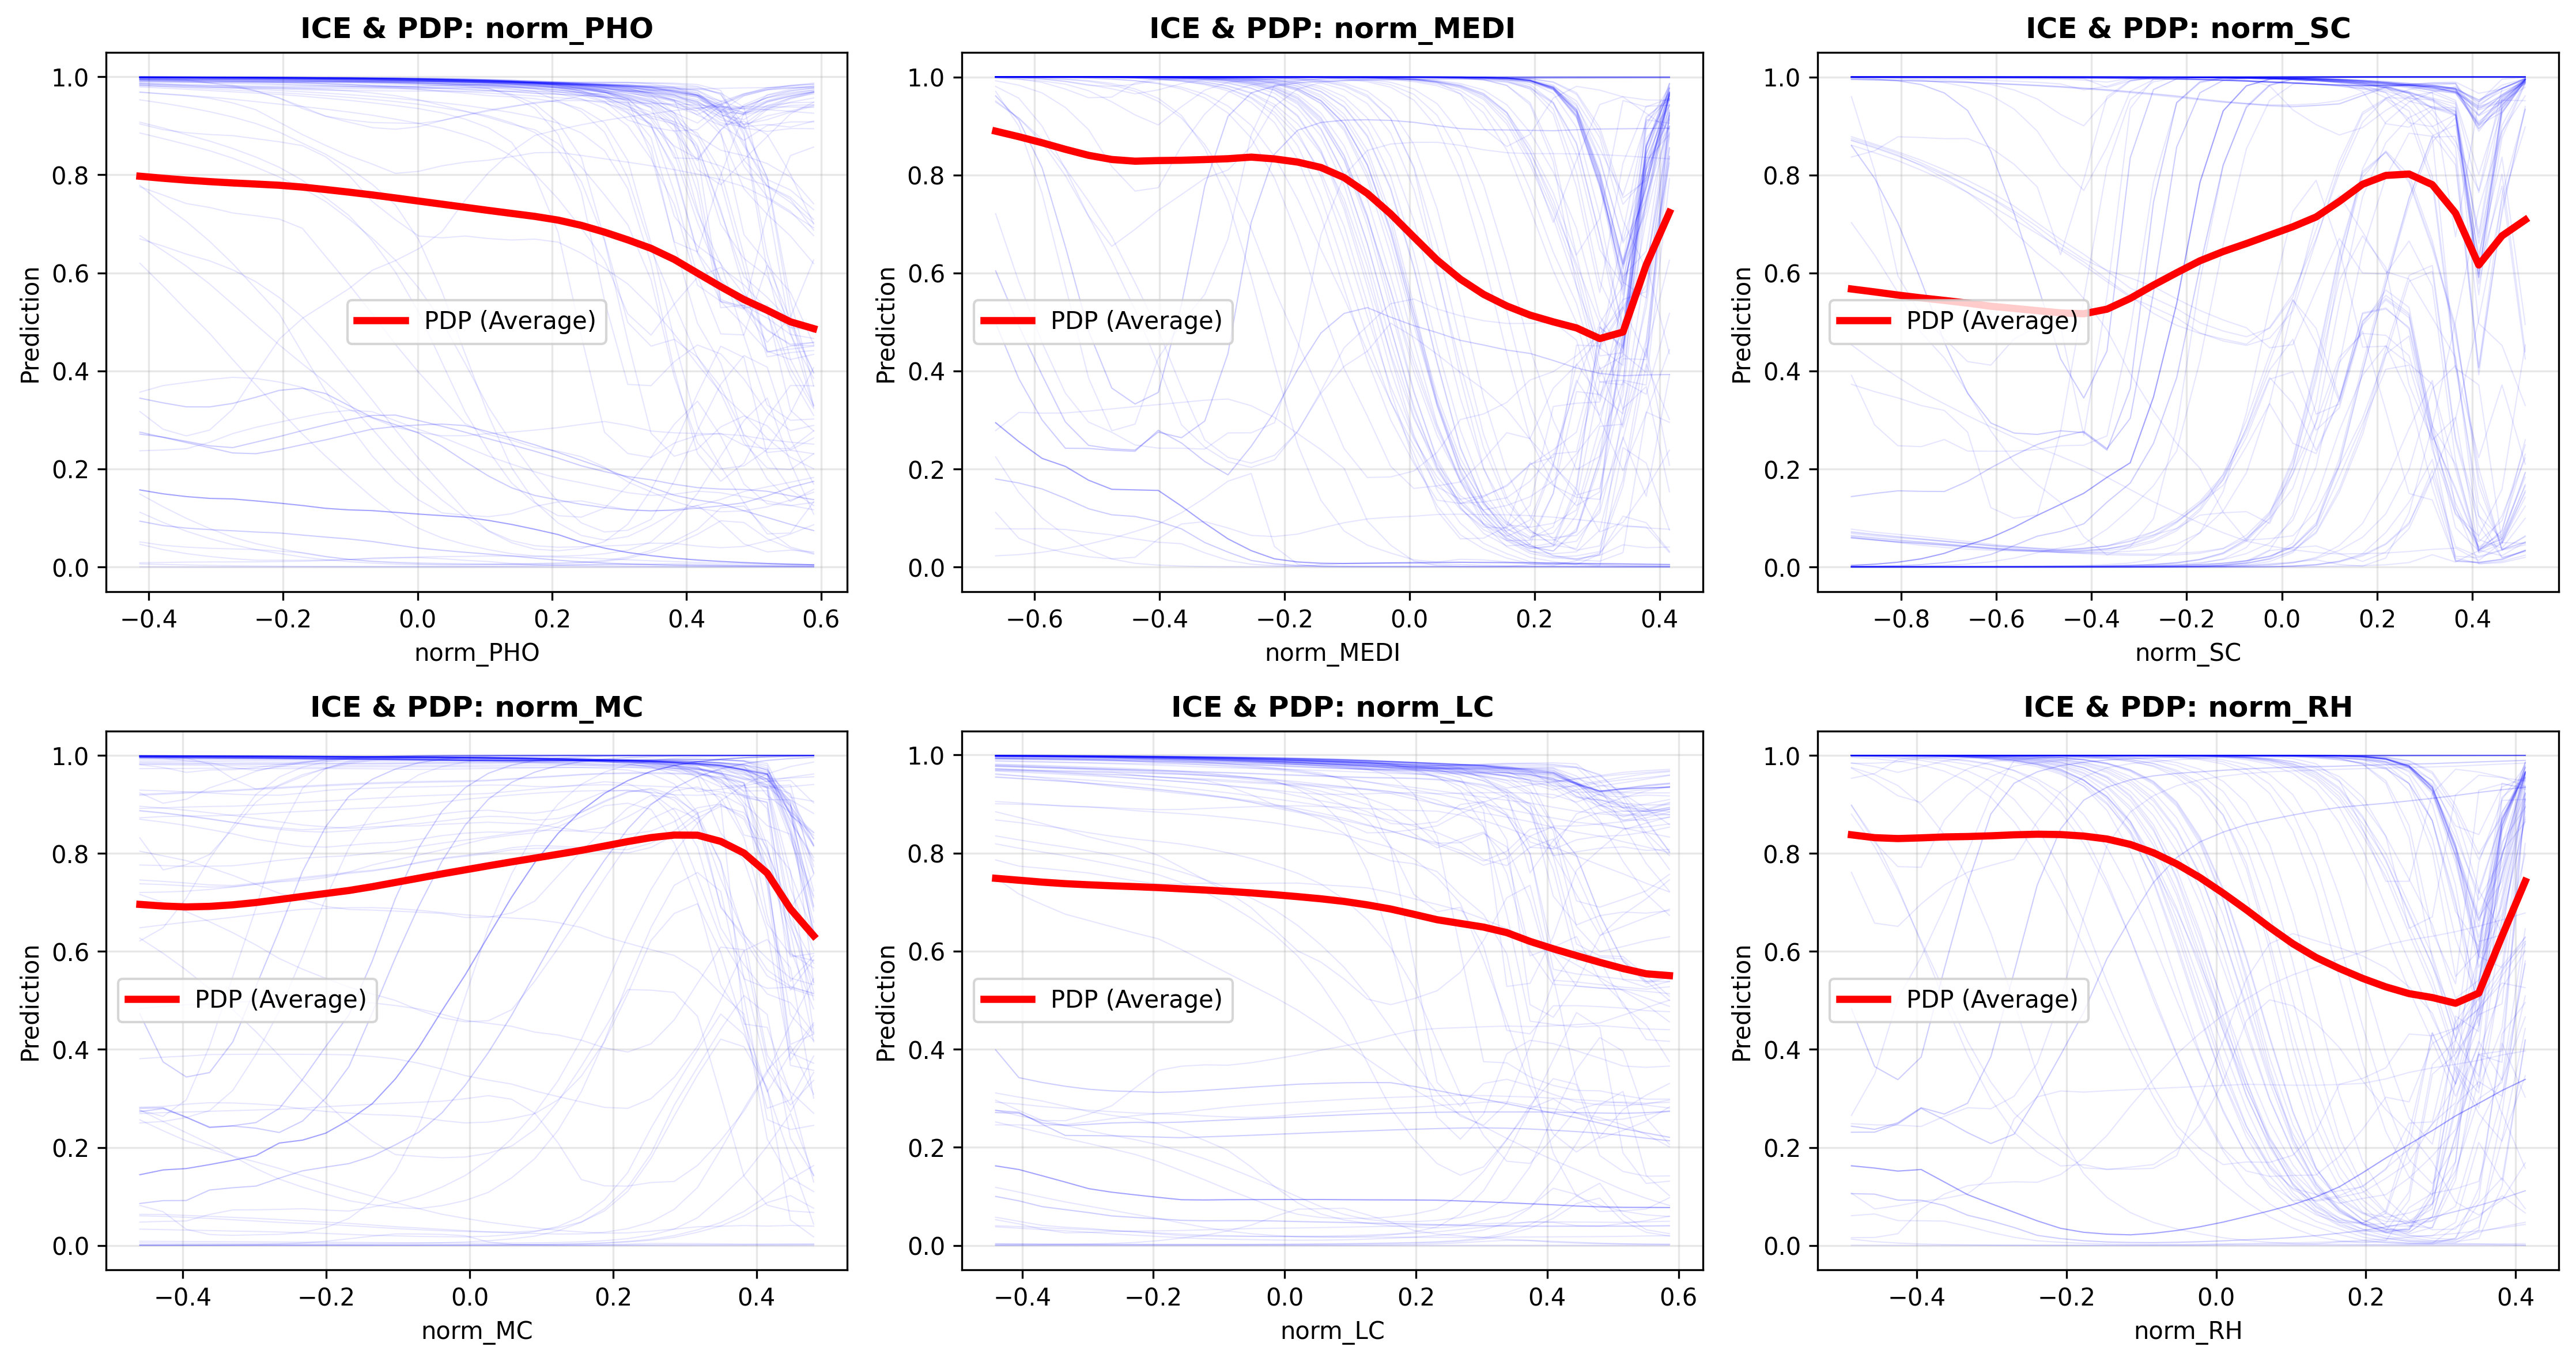 ICE & PDP: norm_PHO
Prediction
1.0
0.8
0.6
0.4
0.2
0.0
PDP (Average)
−0.4 −0.2 0.0 0.2 0.4 0.6
norm_PHO
ICE & PDP: norm_MEDI
Prediction
1.0
0.8
0.6
0.4
0.2
0.0
PDP (Average)
−0.6 −0.4 −0.2 0.0 0.2 0.4
norm_MEDI
ICE & PDP: norm_SC
Prediction
1.0
0.8
0.6
0.4
0.2
0.0
PDP (Average)
−0.8 −0.6 −0.4 −0.2 0.0 0.2 0.4
norm_SC
ICE & PDP: norm_MC
Prediction
1.0
0.8
0.6
0.4
0.2
0.0
PDP (Average)
−0.4 −0.2 0.0 0.2 0.4
norm_MC
ICE & PDP: norm_LC
Prediction
1.0
0.8
0.6
0.4
0.2
0.0
PDP (Average)
−0.4 −0.2 0.0 0.2 0.4 0.6
norm_LC
ICE & PDP: norm_RH
Prediction
1.0
0.8
0.6
0.4
0.2
0.0
PDP (Average)
−0.4 −0.2 0.0 0.2 0.4
norm_RH